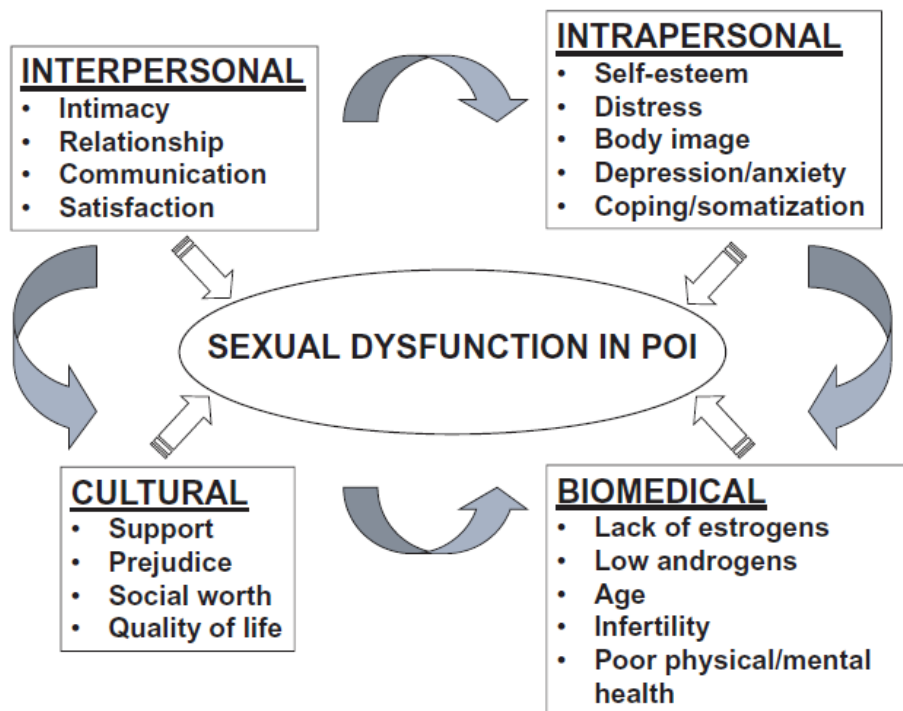 INTERPERSONAL
• Intimacy
• Relationship
• Communication
• Satisfaction
INTRAPERSONAL
• Self-esteem
• Distress
• Body image
• Depression/anxiety
• Coping/somatization
SEXUAL DYSFUNCTION IN POI
CULTURAL
• Support
• Prejudice
• Social worth
• Quality of life
BIOMEDICAL
• Lack of estrogens
• Low androgens
• Age
• Infertility
• Poor physical/mental
health